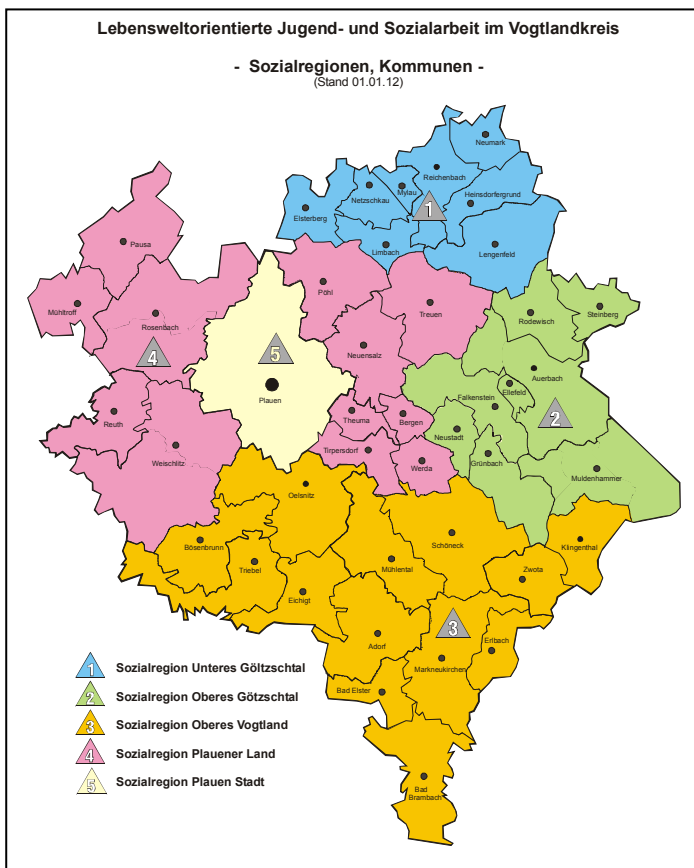 Lebensweltorientierte Jugend- und Sozialarbeit im Vogtlandkreis
- Sozialregionen, Kommunen -
(Stand 01.01.12)
Neumark
Reichenbach
Mylau
Heinsdorfergrund
Netzschkau
1
Elsterberg
Limbach
Lengenfeld
Pausa
Pöhl
Treuen
Mühltroff
Rosenbach
Steinberg
Rodewisch
4
5
Neuensalz
Auerbach
Ellefeld
Plauen
Falkenstein
2
Reuth
Theuma
Bergen
Neustadt
Weischlitz
Tirpersdorf
Werda
Grünbach
Muldenhammer
Oelsnitz
Schöneck
Klingenthal
Bösenbrunn
Triebel
Mühlental
Zwota
Eichigt
3
Adorf
Erlbach
Markneukirchen
Bad Elster
Bad
Brambach
1 Sozialregion Unteres Göltzschtal
2 Sozialregion Oberes Götzschtal
3 Sozialregion Oberes Vogtland
4 Sozialregion Plauener Land
5 Sozialregion Plauen Stadt